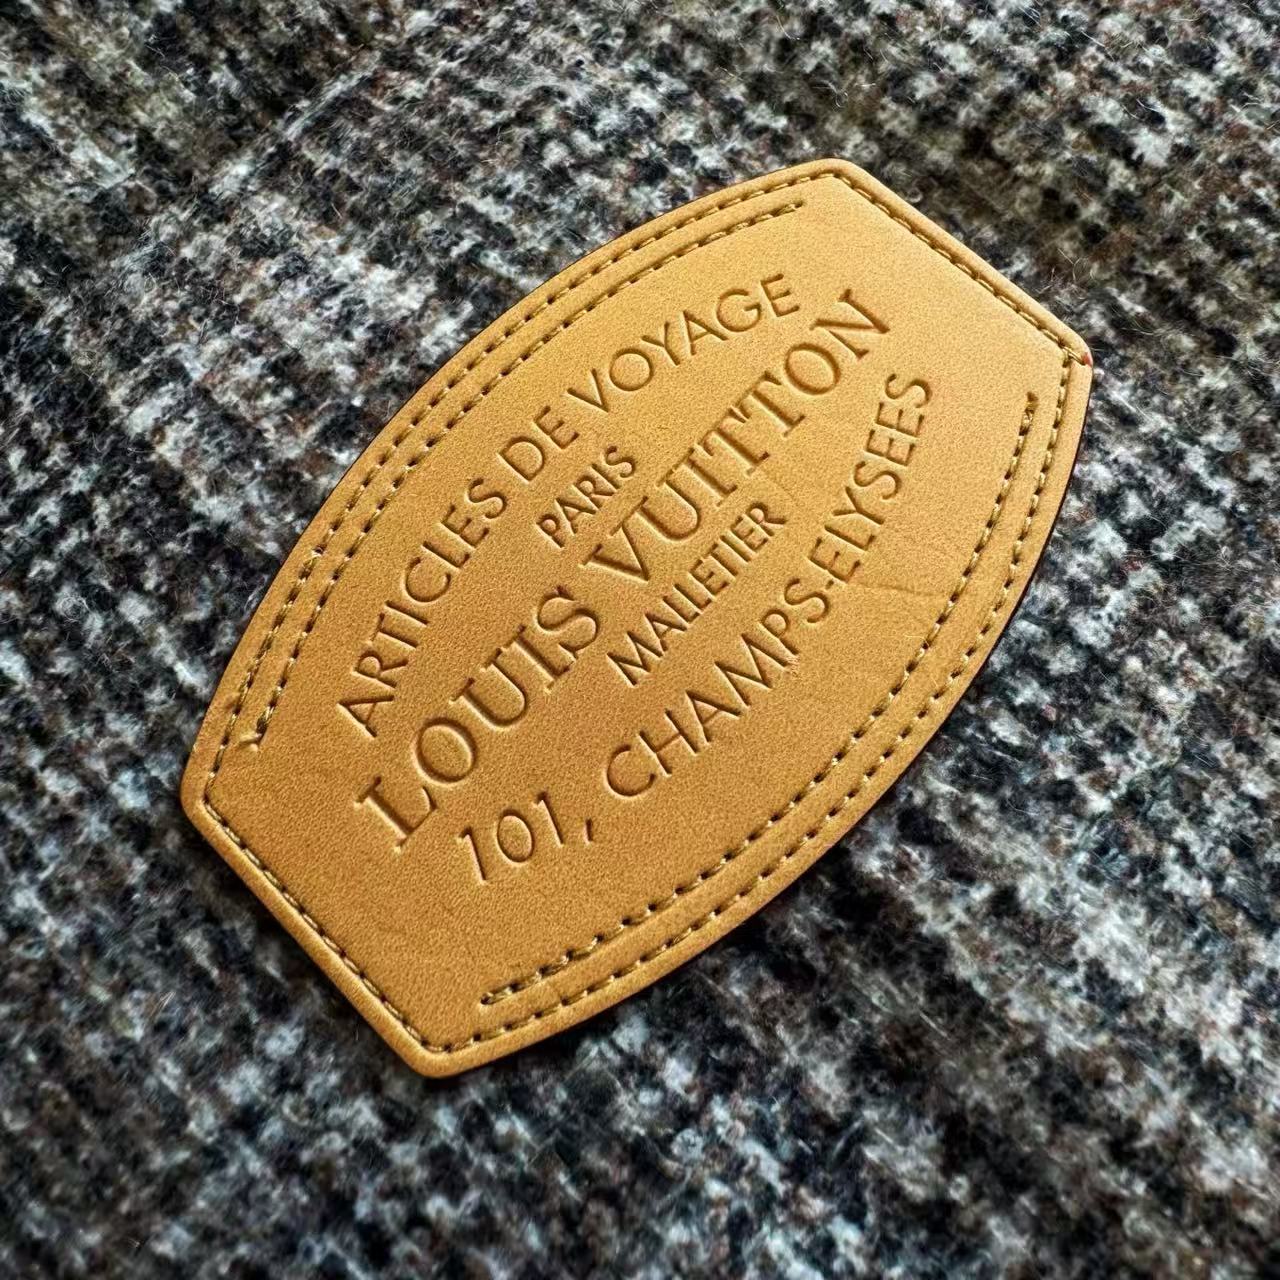 ARTICLES DE VOYAGE
PARIS
LOUIS VUITTON
MALLETIER
101, CHAMPS-ELYSEES